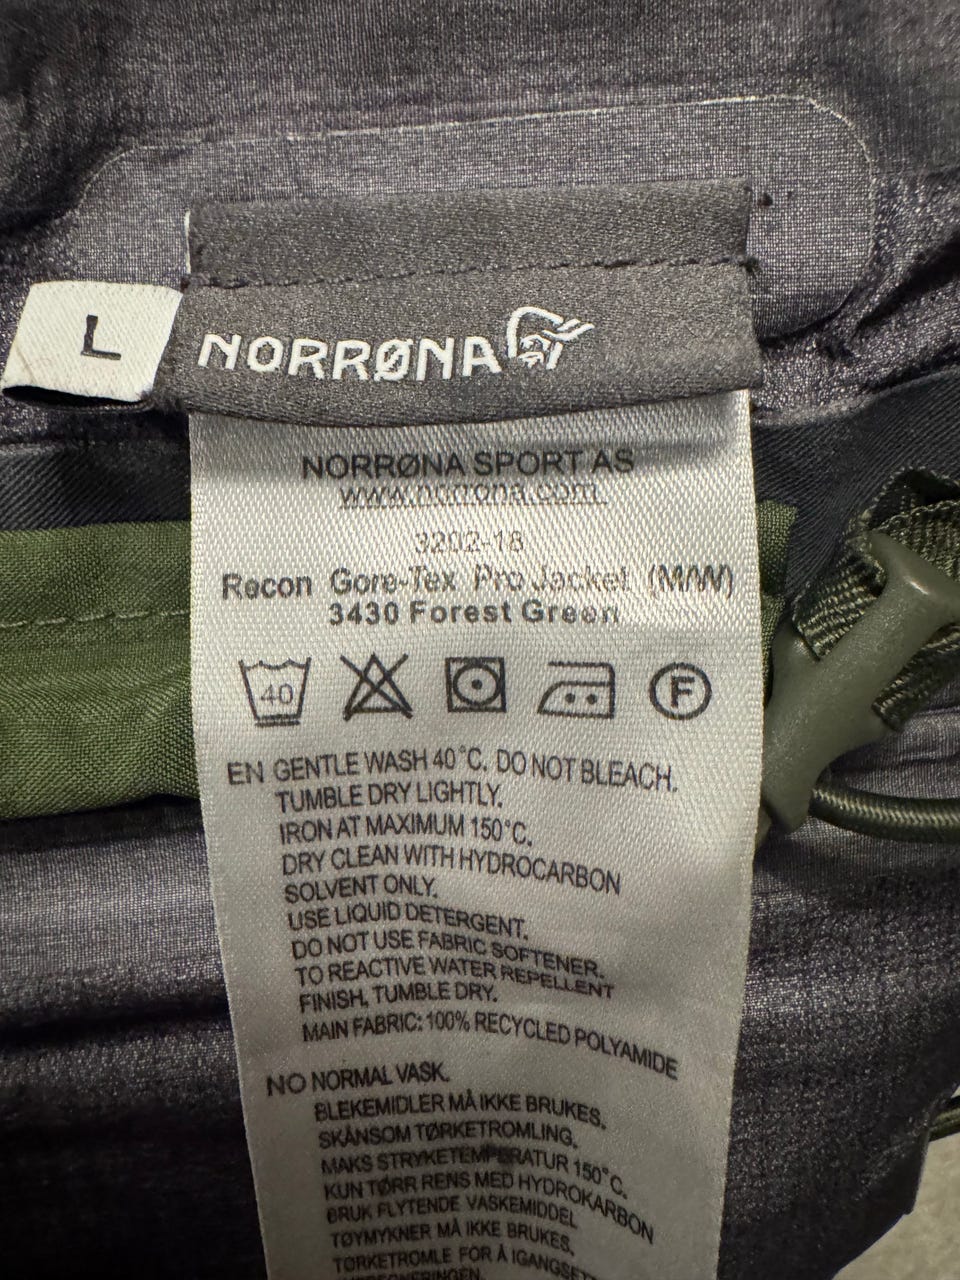 L
NORRØNA
NORRØNA SPORT AS
www.norrona.com
3202-18
Recon Gore-Tex Pro Jacket (M/W)
3430 Forest Green
40
F
EN GENTLE WASH 40°C. DO NOT BLEACH.
TUMBLE DRY LIGHTLY.
IRON AT MAXIMUM 150°C.
DRY CLEAN WITH HYDROCARBON
SOLVENT ONLY.
USE LIQUID DETERGENT.
DO NOT USE FABRIC SOFTENER.
TO REACTIVE WATER REPELLENT
FINISH, TUMBLE DRY.
MAIN FABRIC: 100% RECYCLED POLYAMIDE
NO NORMAL VASK.
BLEKEMIDLER MÅ IKKE BRUKES.
SKÅNSOM TØRKETROMLING.
MAKS STRYKETEMPERATUR 150°C.
KUN TØRR RENS MED HYDROKARBON
BRUK FLYTENDE VASKEMIDDEL
TØYMYKNER MÅ IKKE BRUKES.
TØRKETROMLE FOR Å